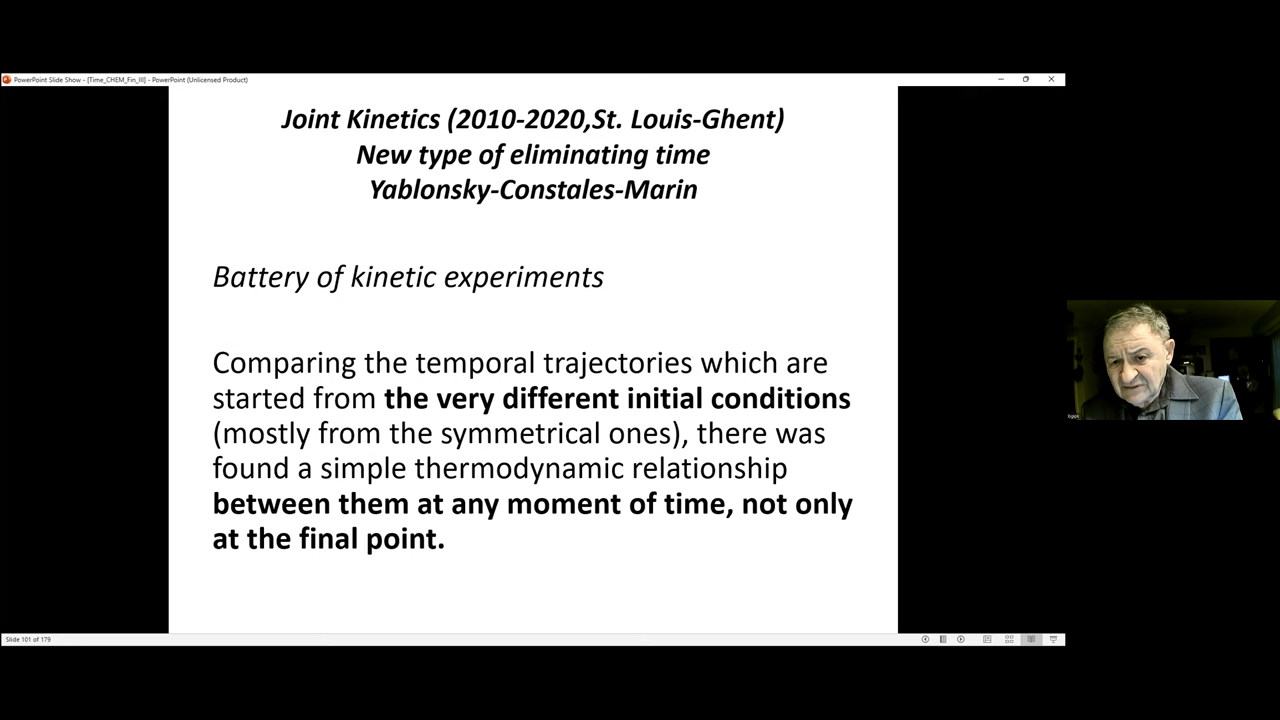 PowerPoint Slide Show - [Time_CHEM_Fin_III] - PowerPoint (Unlicensed Product)
Joint Kinetics (2010-2020,St. Louis-Ghent)
New type of eliminating time
Yablonsky-Constales-Marin
Battery of kinetic experiments
Comparing the temporal trajectories which are
started from the very different initial conditions
(mostly from the symmetrical ones), there was
found a simple thermodynamic relationship
between them at any moment of time, not only
at the final point.
Slide 101 of 179